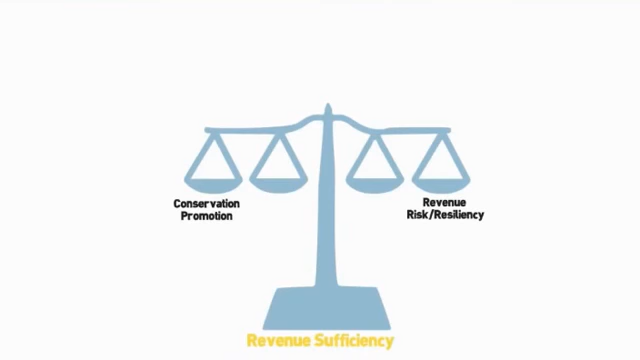 Conservation
Promotion
Revenue
Risk/Resiliency
Revenue Sufficiency